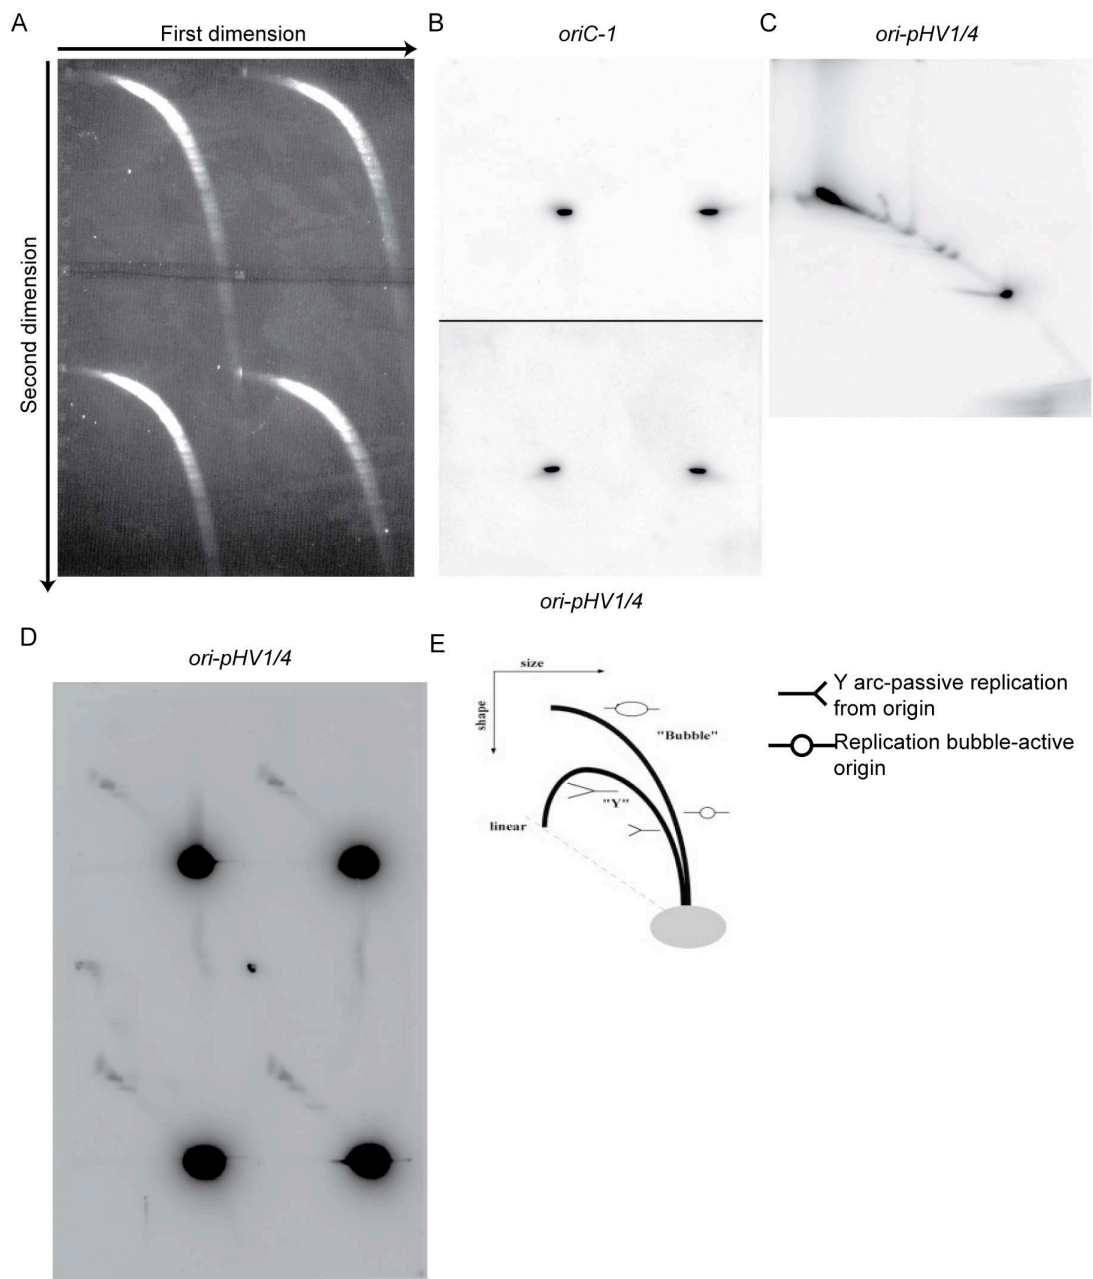 A
First dimension
Second dimension
B
oriC-1
ori-pHV1/4
C
ori-pHV1/4
D
ori-pHV1/4
E
size
shape
"Bubble"
"Y"
linear
Y arc-passive replication
from origin
Replication bubble-active
origin